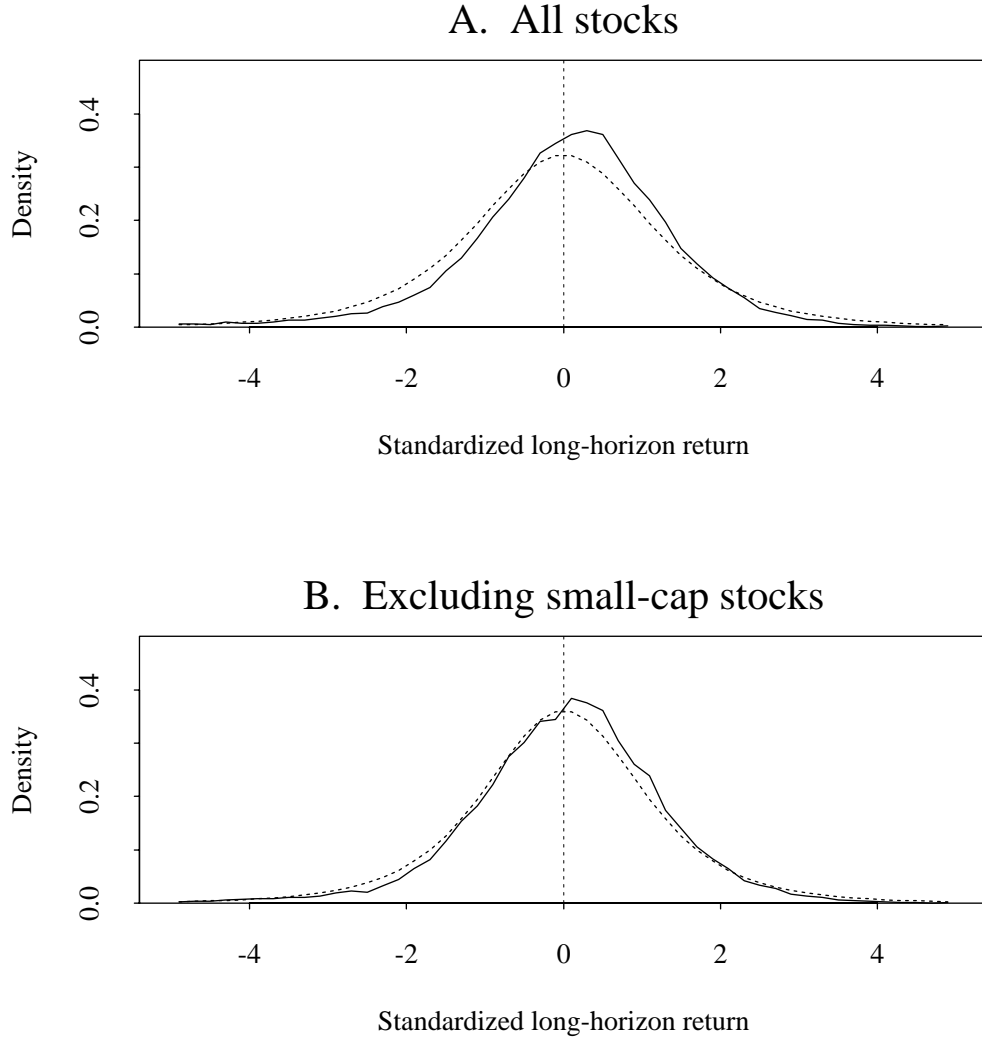 A. All stocks
Density
0.4
0.2
0.0
-4 -2 0 2 4
Standardized long-horizon return
B. Excluding small-cap stocks
Density
0.4
0.2
0.0
-4 -2 0 2 4
Standardized long-horizon return